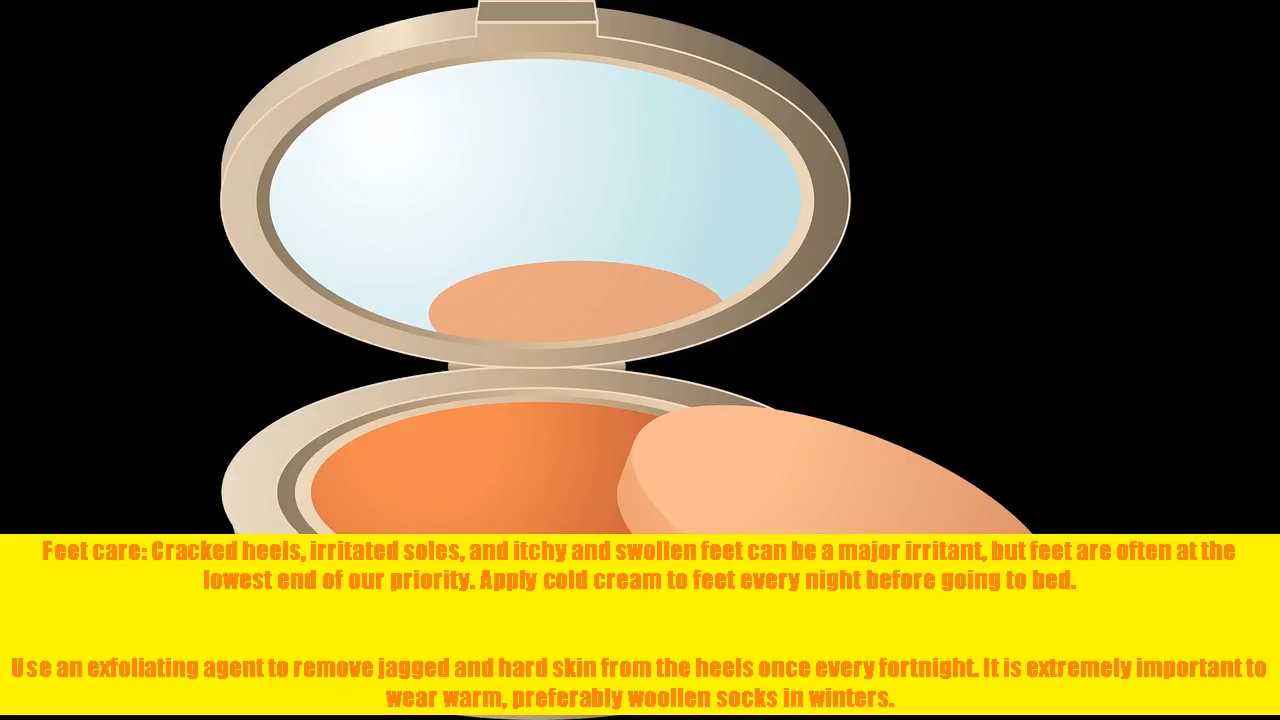 Feet care: Cracked heels, irritated soles, and itchy and swollen feet can be a major irritant, but feet are often at the
lowest end of our priority. Apply cold cream to feet every night before going to bed.
Use an exfoliating agent to remove jagged and hard skin from the heels once every fortnight. It is extremely important to
wear warm, preferably woollen socks in winters.